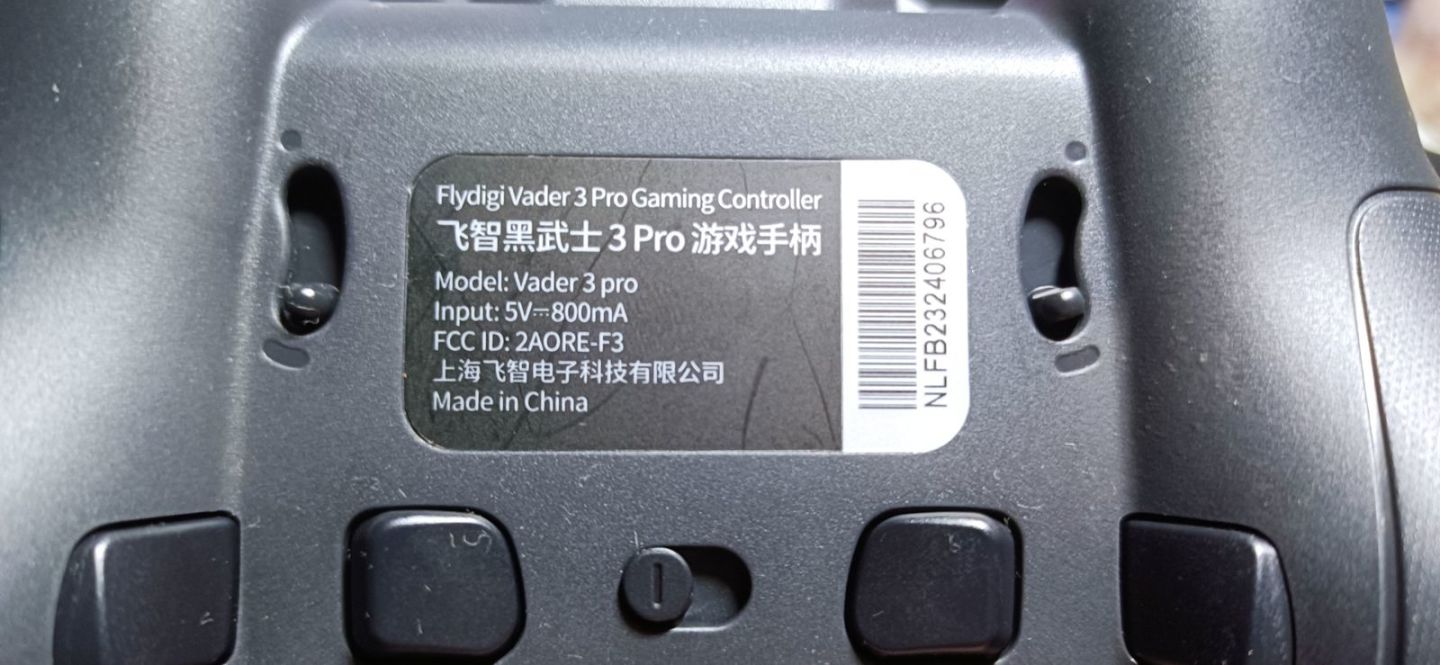 Flydigi Vader 3 Pro Gaming Controller
飞智黑武士 3 Pro 游戏手柄
Model: Vader 3 pro
Input: 5V⎓800mA
FCC ID: 2AORE-F3
上海飞智电子科技有限公司
Made in China
NLFB232406796